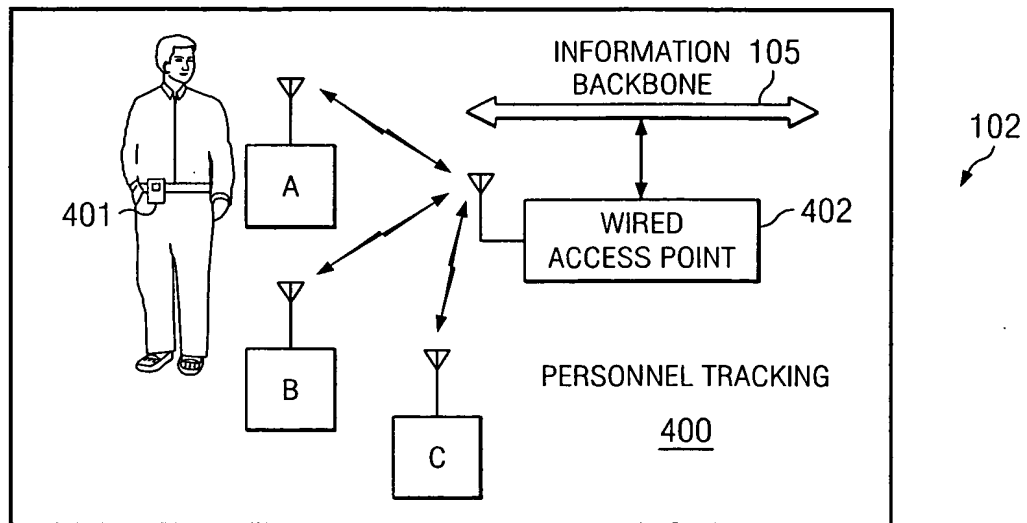 INFORMATION 105
BACKBONE
102
A
401
WIRED
ACCESS POINT
402
B
PERSONNEL TRACKING
C
400